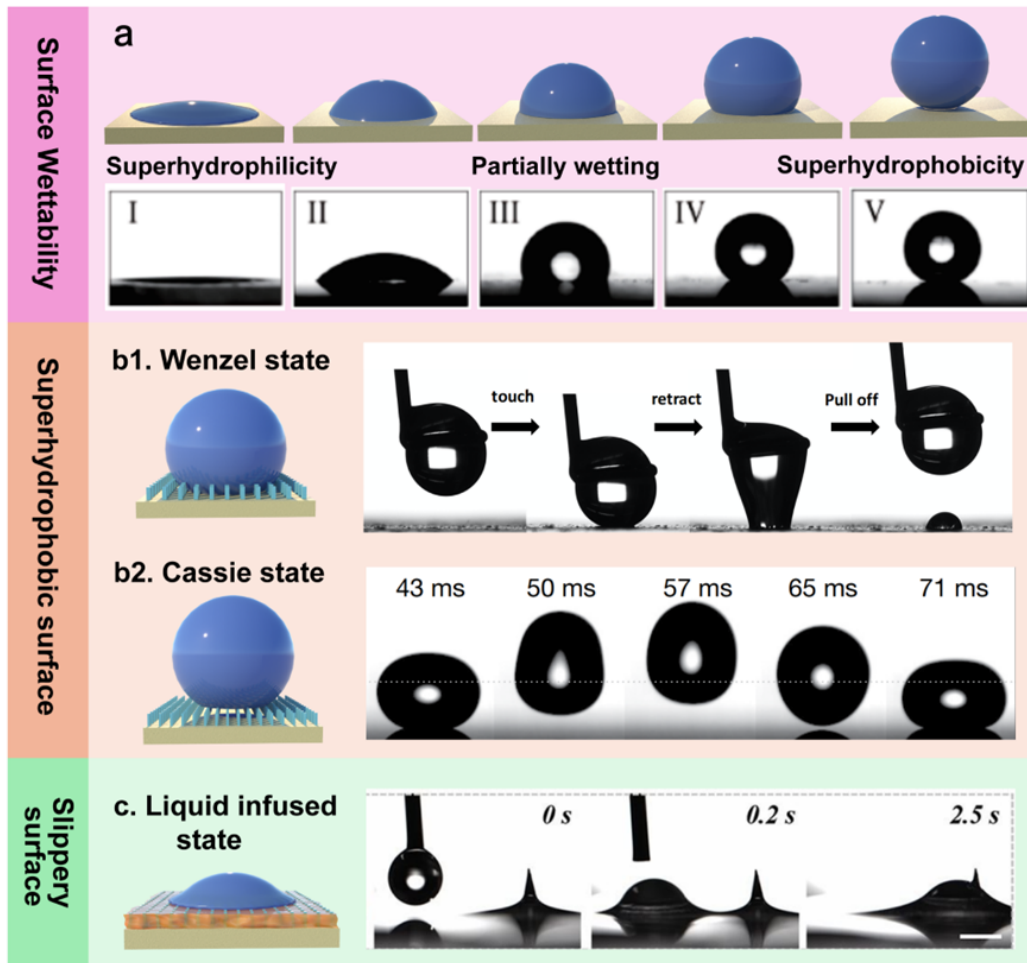 Surface Wettability
a
Superhydrophilicity
Partially wetting
Superhydrophobicity
I
II
III
IV
V
Superhydrophobic surface
b1. Wenzel state
touch
retract
Pull off
b2. Cassie state
43 ms
50 ms
57 ms
65 ms
71 ms
Slippery
surface
c. Liquid infused
state
0 s
0.2 s
2.5 s